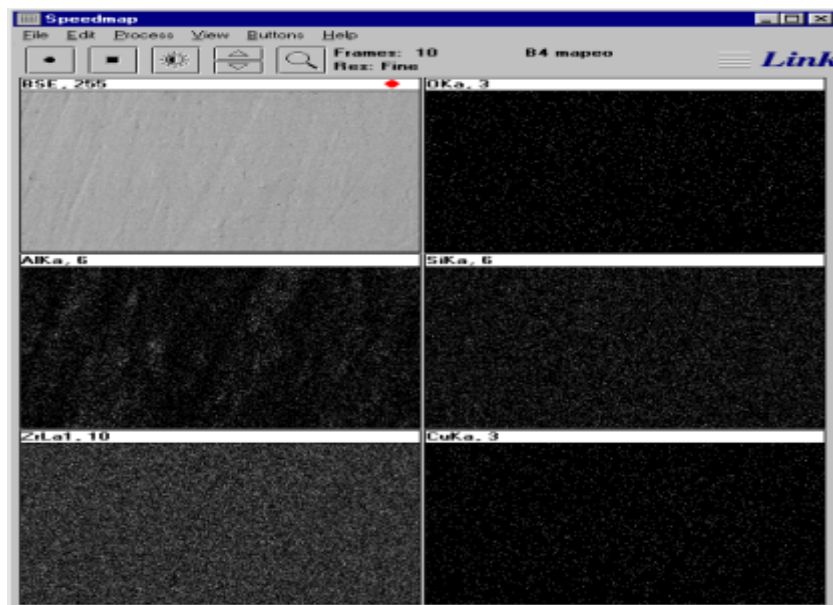 Speedmap
File Edit Process View Buttons Help
Frames: 10
Res: Fine
B4 mapeo
Link
BSE, 255
OKa, 3
AlKa, 6
SiKa, 6
ZrLa1, 10
CuKa, 3